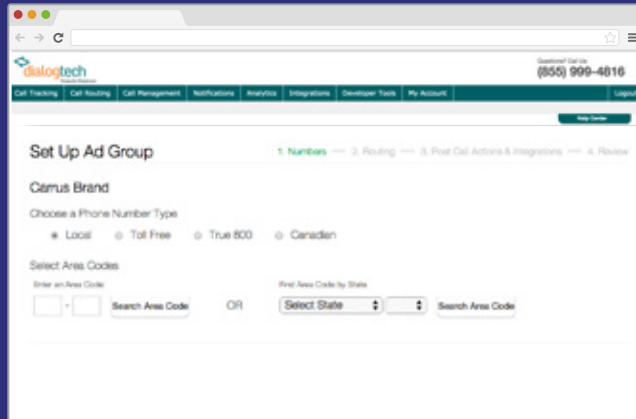 dialogtech
Questions? Call Us
(855) 999-4816
Call Tracking Call Routing Call Management Notifications Analytics Integrations Developer Tools My Account Logout
Help Center
Set Up Ad Group
1. Numbers — 2. Routing — 3. Post Call Actions & Integrations — 4. Review
Camus Brand
Choose a Phone Number Type
Local Toll Free True 800 Canadian
Select Area Codes
Enter an Area Code
Find Area Code by State
- Search Area Code OR Select State Search Area Code